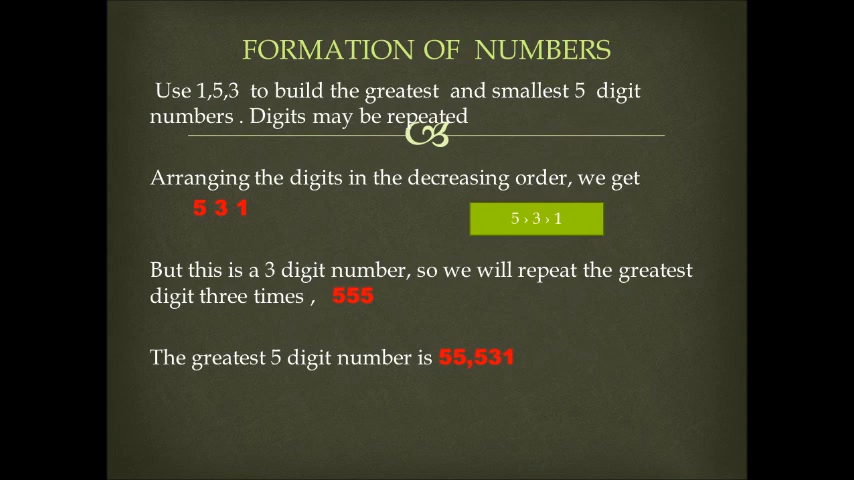 FORMATION OF NUMBERS
Use 1,5,3 to build the greatest and smallest 5 digit
numbers . Digits may be repeated
Arranging the digits in the decreasing order, we get
5 3 1
5 › 3 › 1
But this is a 3 digit number, so we will repeat the greatest
digit three times , 555
The greatest 5 digit number is 55,531